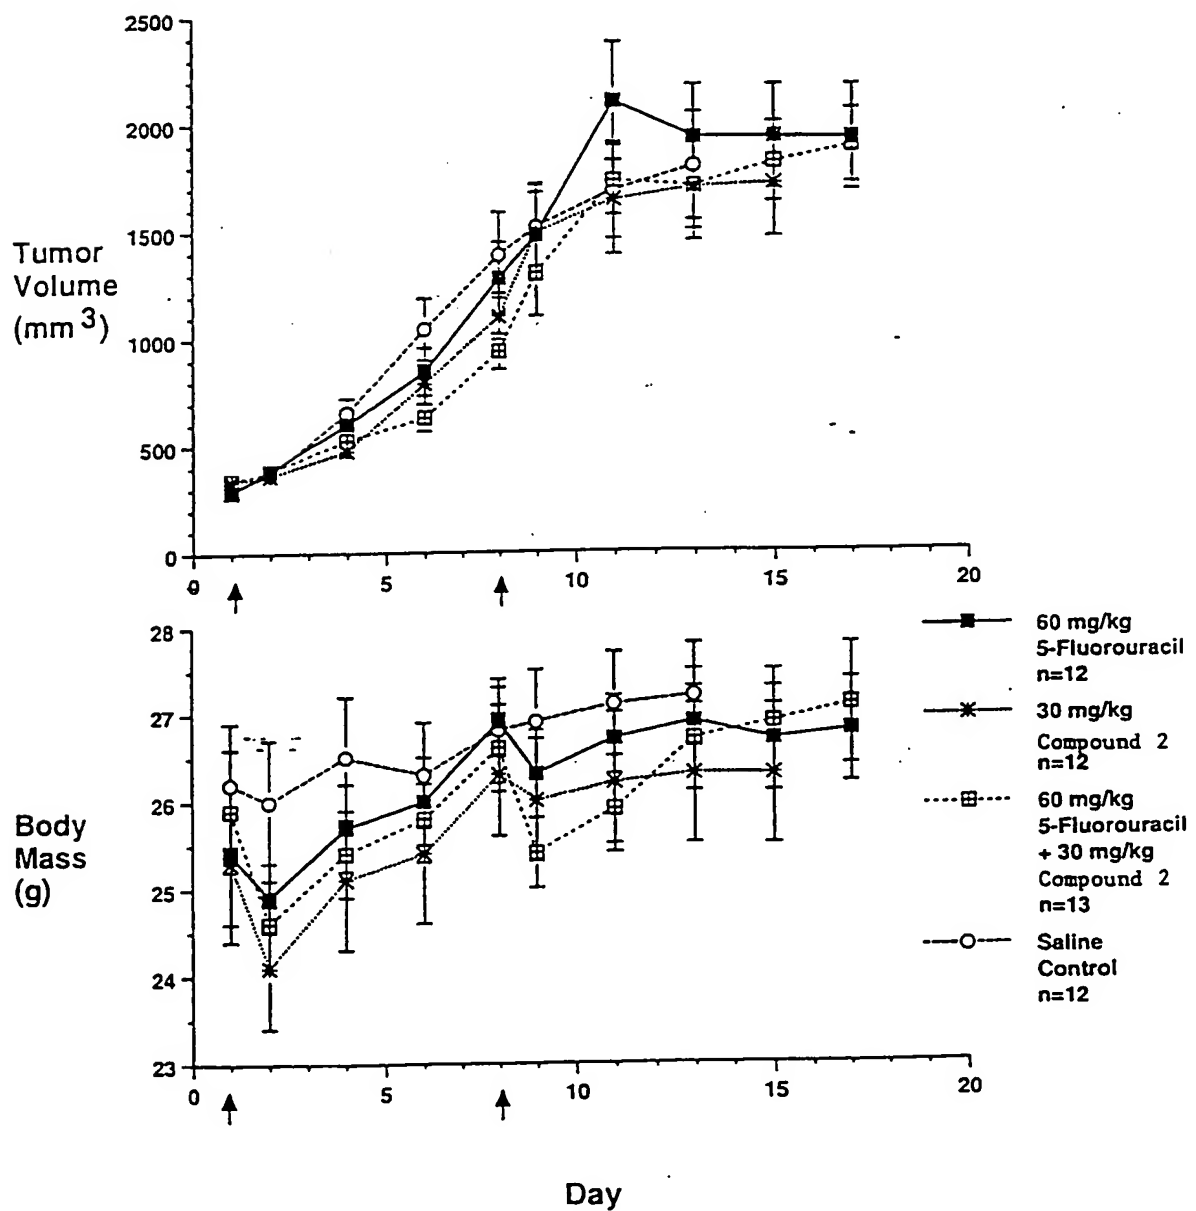 2500
2000
1500
1000
500
0
Tumor
Volume
(mm 3)
0
5
10
15
20
28
27
26
25
24
23
Body
Mass
(g)
0
5
10
15
20
Day
60 mg/kg
5-Fluorouracil
n=12
30 mg/kg
Compound 2
n=12
60 mg/kg
5-Fluorouracil
+ 30 mg/kg
Compound 2
n=13
Saline
Control
n=12